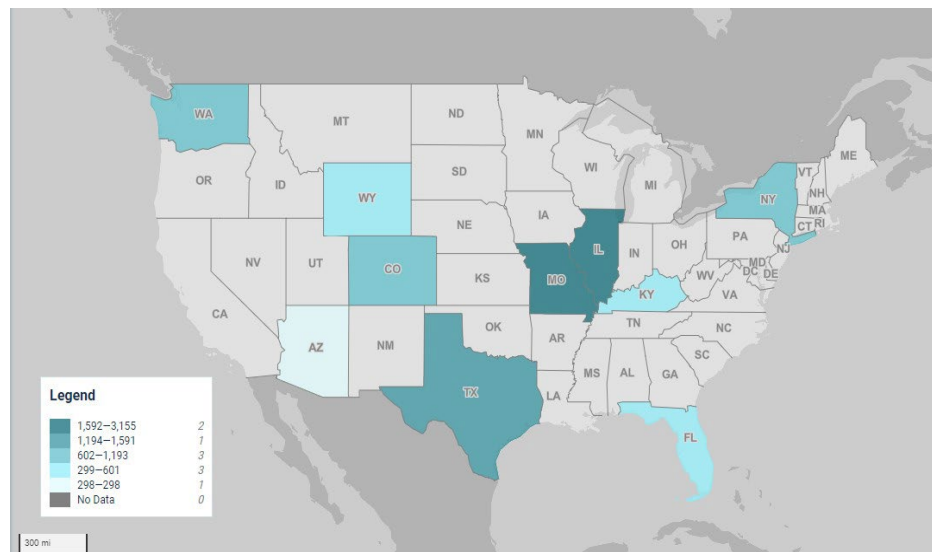 WA
MT
ND
MN
ME
OR
ID
WY
SD
WI
MI
VT
NH
NY
MA
CT
RI
NV
UT
CO
NE
IA
IL
IN
OH
PA
NJ
MD
DC
DE
CA
KS
MO
KY
WV
VA
AZ
NM
OK
AR
TN
NC
SC
TX
LA
MS
AL
GA
FL
Legend
1,592—3,155 2
1,194—1,591 1
602—1,193 3
299—601 3
298—298 1
No Data 0
300 mi